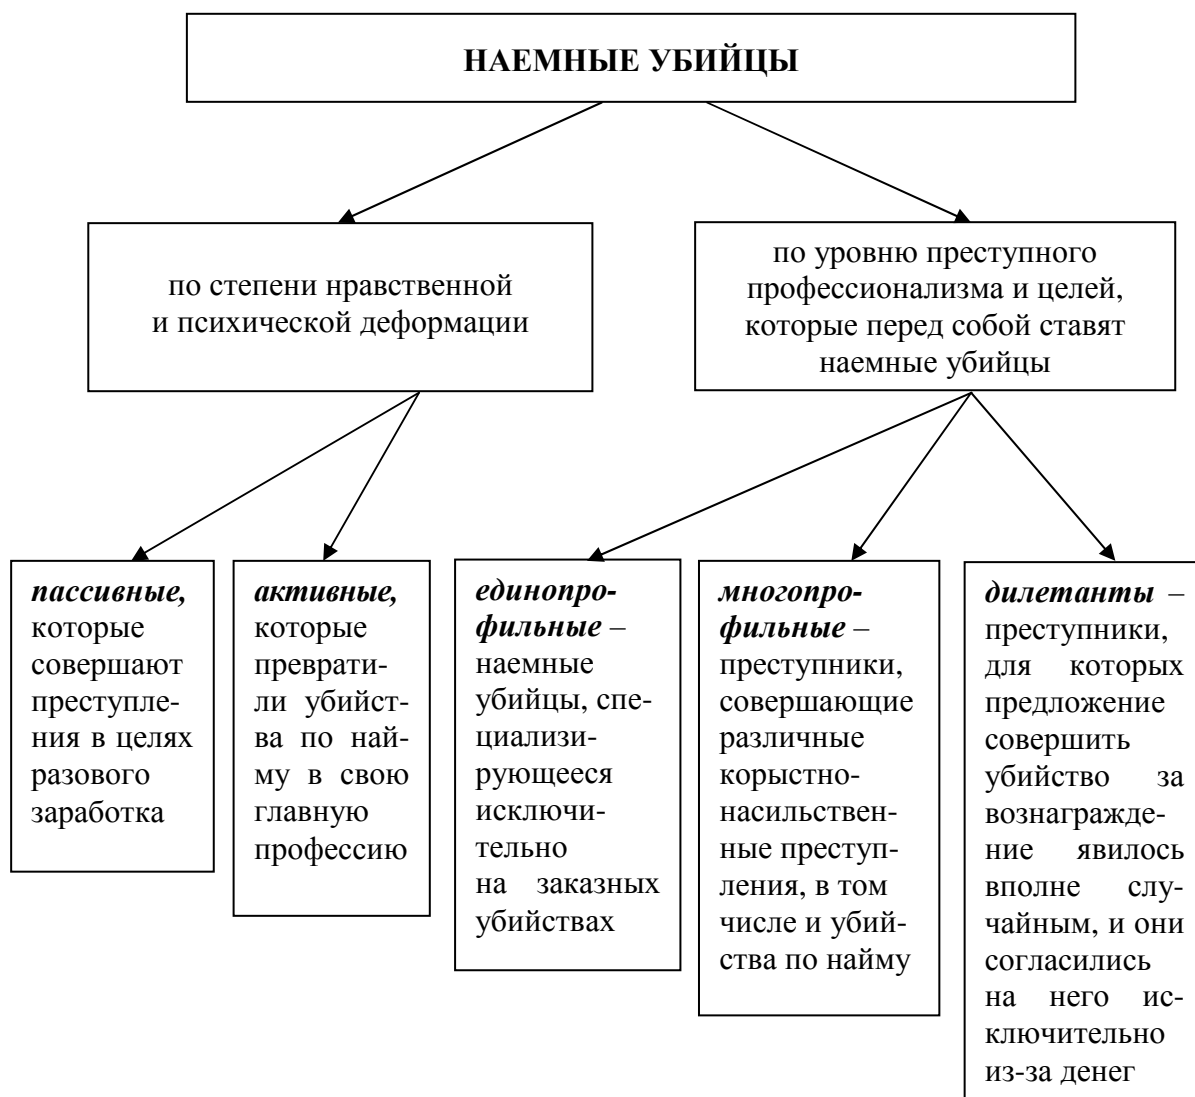 НАЕМНЫЕ УБИЙЦЫ
по степени нравственной
и психической деформации
по уровню преступного
профессионализма и целей,
которые перед собой ставят
наемные убийцы
пассивные,
которые
совершают
преступле-
ния в целях
разового
заработка
активные,
которые
преврати-
ли убийст-
ва по най-
му в свою
главную
профессию
единопро-
фильные –
наемные
убийцы, спе-
циализи-
рующееся
исключи-
тельно
на заказных
убийствах
многопро-
фильные –
преступники,
совершающие
различные
корыстно-
насильствен-
ные преступ-
ления, в том
числе и убий-
ства по найму
дилетанты –
преступники,
для которых
предложение
совершить
убийство за
вознагражде-
ние явилось
вполне слу-
чайным, и они
согласились
на него ис-
ключительно
из-за денег